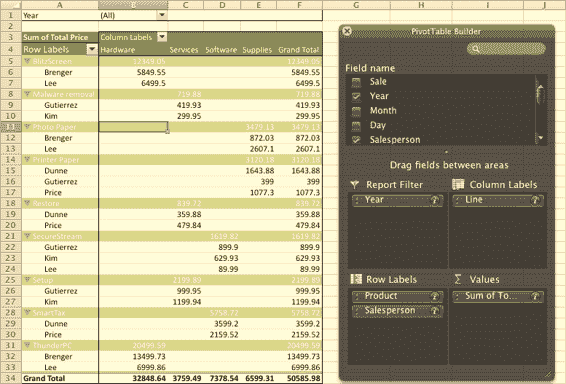 A B C D E F G H I J
1 Year (All)
2
3 Sum of Total Price Column Labels
4 Row Labels Hardware Services Software Supplies Grand Total
5 BlitzScreen 12349.05 12349.05
6 Brenger 5849.55 5849.55
7 Lee 6499.5 6499.5
8 Malware removal 719.88 719.88
9 Gutierrez 419.93 419.93
10 Kim 299.95 299.95
11 Photo Paper 3479.13 3479.13
12 Brenger 872.03 872.03
13 Lee 2607.1 2607.1
14 Printer Paper 3120.18 3120.18
15 Dunne 1643.88 1643.88
16 Gutierrez 399 399
17 Price 1077.3 1077.3
18 Restore 839.72 839.72
19 Dunne 359.88 359.88
20 Price 479.84 479.84
21 SecureStream 1619.82 1619.82
22 Gutierrez 899.9 899.9
23 Kim 629.93 629.93
24 Lee 89.99 89.99
25 Setup 2199.89 2199.89
26 Gutierrez 999.95 999.95
27 Kim 1199.94 1199.94
28 SmartTax 5758.72 5758.72
29 Dunne 3599.2 3599.2
30 Price 2159.52 2159.52
31 ThunderPC 20499.59 20499.59
32 Brenger 13499.73 13499.73
33 Lee 6999.86 6999.86
34 Grand Total 32848.64 3759.49 7378.54 6599.31 50585.98
PivotTable Builder
Field name
Sale
Year
Month
Day
Salesperson
Drag fields between areas
Report Filter
Year
Column Labels
Line
Row Labels
Product
Salesperson
Σ Values
Sum of To...